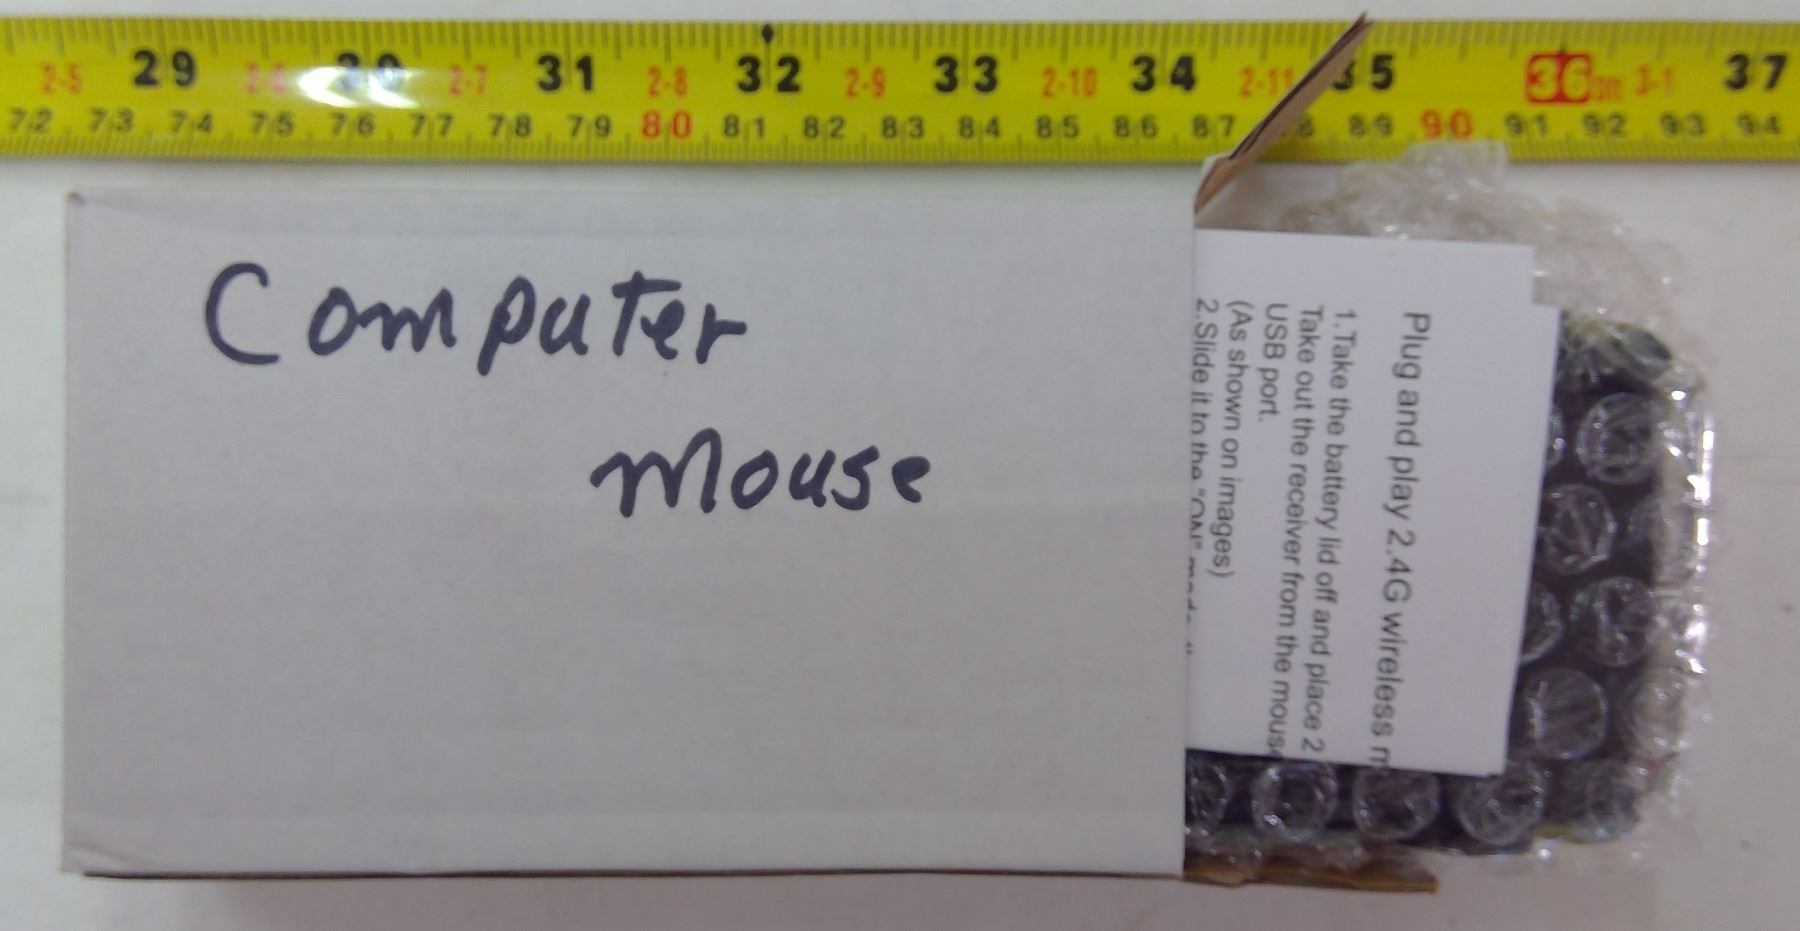 2-5 29 2-6 30 2-7 31 2-8 32 2-9 33 2-10 34 2-11 35 36 3-1 37
72 73 74 75 76 77 78 79 80 81 82 83 84 85 86 87 88 89 90 91 92 93 94
Computer
mouse
Plug and play 2.4G wireless
1.Take the battery lid off and place 2
Take out the receiver from the mouse
USB port.
(As shown on images)
2.Slide it to the "ON"